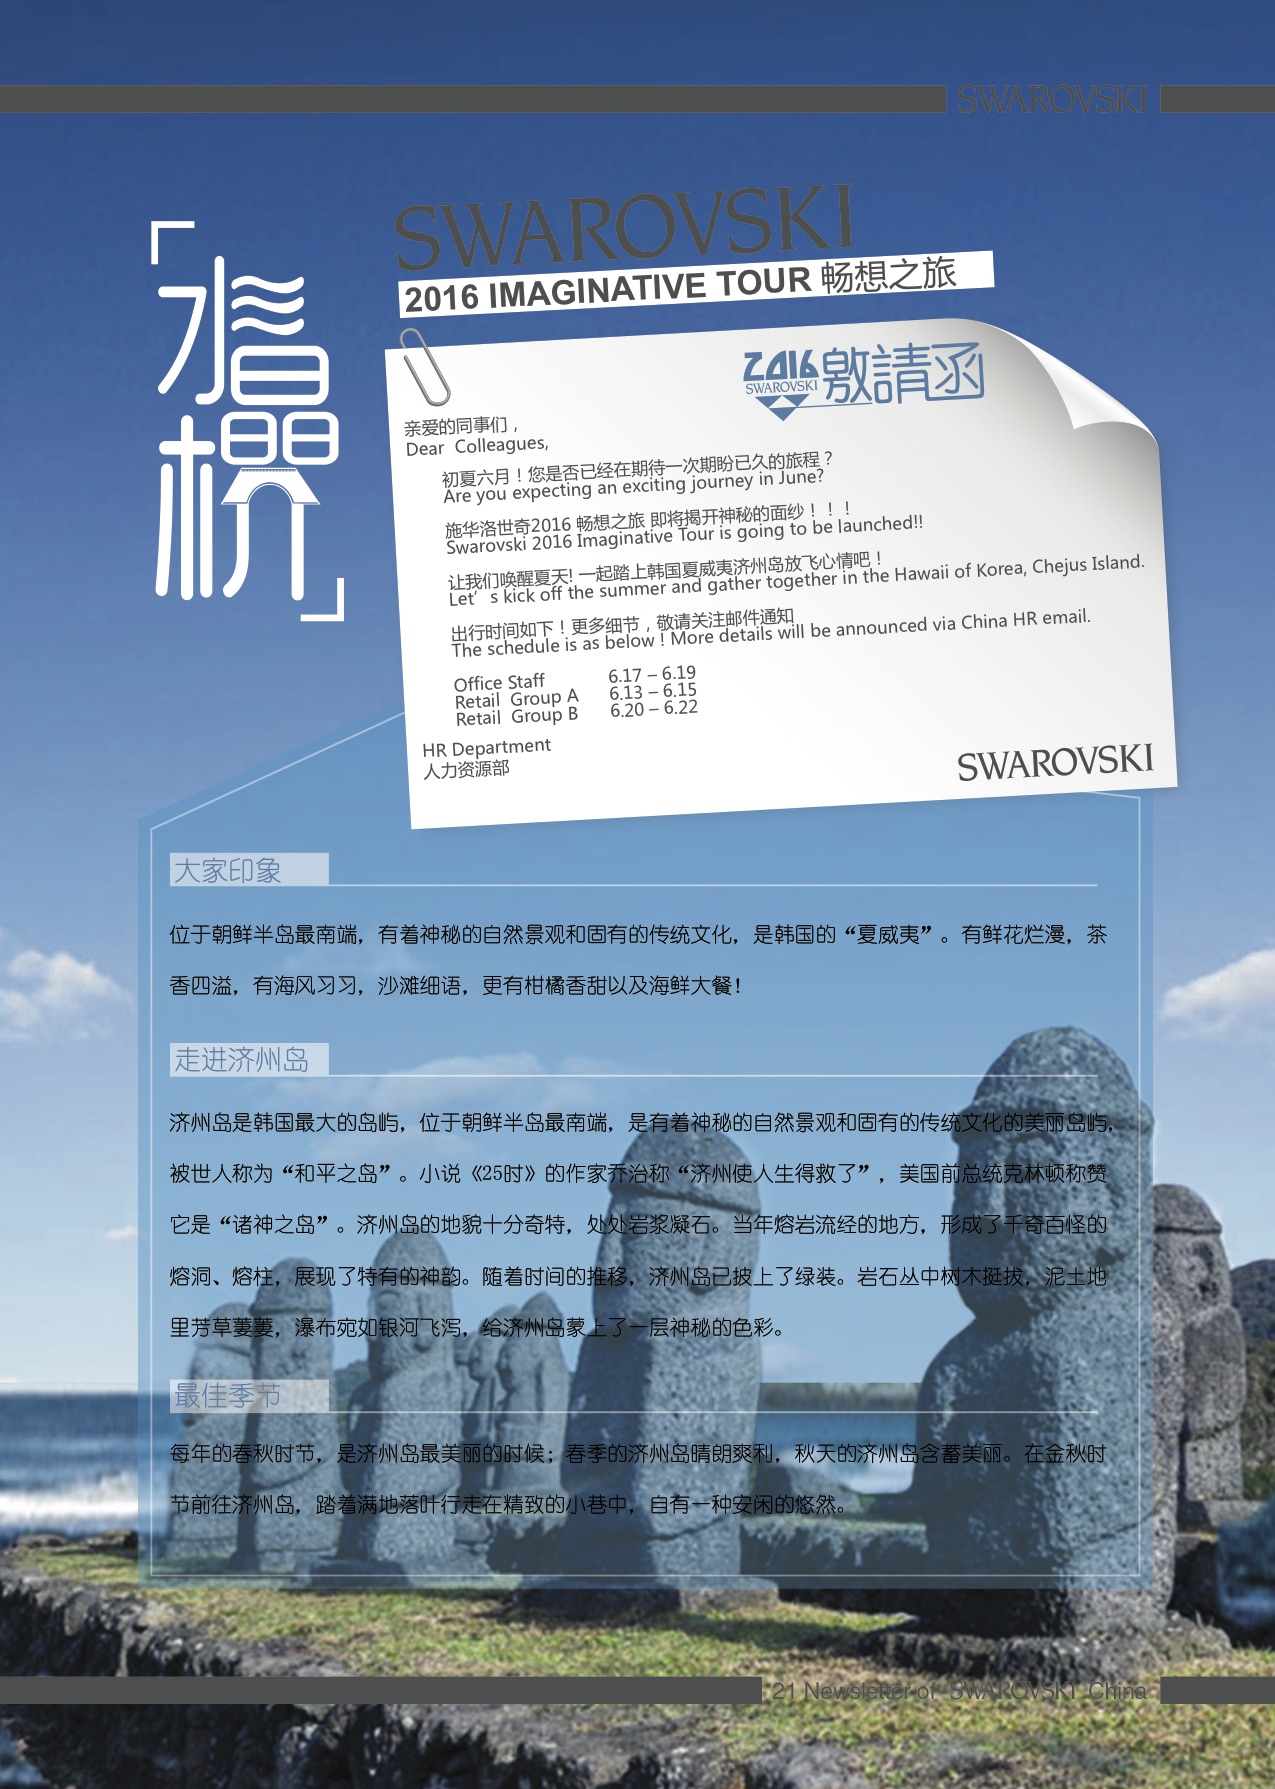 SWAROVSKI
SWAROVSKI
2016 IMAGINATIVE TOUR 畅想之旅
2016
SWAROVSKI
邀請函
亲爱的同事们，
Dear Colleagues,
初夏六月！您是否已经在期待一次期盼已久的旅程？
Are you expecting an exciting journey in June?
施华洛世奇2016 畅想之旅 即将揭开神秘的面纱！！！
Swarovski 2016 Imaginative Tour is going to be launched!!
让我们唤醒夏天! 一起踏上韩国夏威夷济州岛放飞心情吧！
Let’s kick off the summer and gather together in the Hawaii of Korea, Chejus Island.
出行时间如下！更多细节，敬请关注邮件通知
The schedule is as below ! More details will be announced via China HR email.
Office Staff 6.17 – 6.19
Retail Group A 6.13 – 6.15
Retail Group B 6.20 – 6.22
HR Department
人力资源部
SWAROVSKI
大家印象
位于朝鲜半岛最南端，有着神秘的自然景观和固有的传统文化，是韩国的“夏威夷”。有鲜花烂漫，茶
香四溢，有海风习习，沙滩细语，更有柑橘香甜以及海鲜大餐！
走进济州岛
济州岛是韩国最大的岛屿，位于朝鲜半岛最南端，是有着神秘的自然景观和固有的传统文化的美丽岛屿，
被世人称为“和平之岛”。小说《25时》的作家乔治称“济州使人生得救了”，美国前总统克林顿称赞
它是“诸神之岛”。济州岛的地貌十分奇特，处处岩浆凝石。当年熔岩流经的地方，形成了千奇百怪的
熔洞、熔柱，展现了特有的神韵。随着时间的推移，济州岛已披上了绿装。岩石丛中树木挺拔，泥土地
里芳草萋萋，瀑布宛如银河飞泻，给济州岛蒙上了一层神秘的色彩。
最佳季节
每年的春秋时节，是济州岛最美丽的时候；春季的济州岛晴朗爽利，秋天的济州岛含蓄美丽。在金秋时
节前往济州岛，踏着满地落叶行走在精致的小巷中，自有一种安闲的悠然。
21 Newsletter of SWAROVSKI China